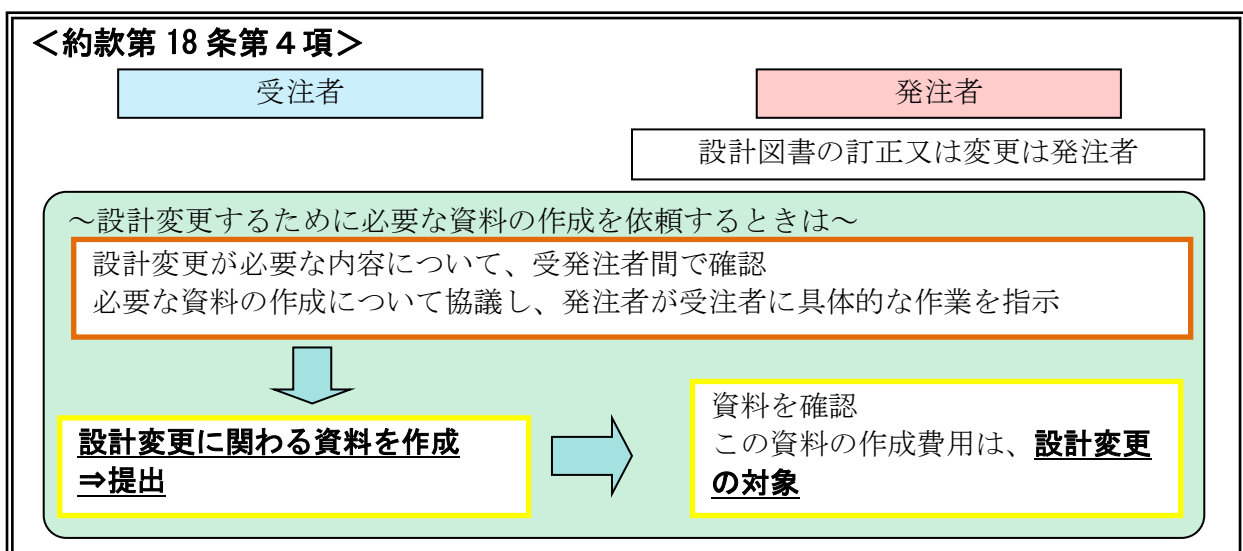 ＜約款第 18 条第４項＞
受注者
発注者
設計図書の訂正又は変更は発注者
～設計変更するために必要な資料の作成を依頼するときは～
設計変更が必要な内容について、受発注者間で確認
必要な資料の作成について協議し、発注者が受注者に具体的な作業を指示
設計変更に関わる資料を作成
⇒提出
資料を確認
この資料の作成費用は、設計変更
の対象